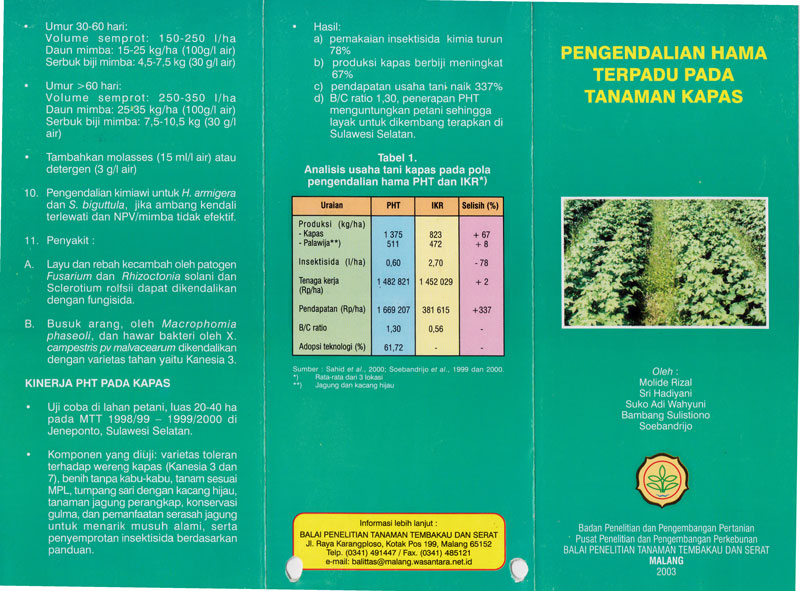 • Umur 30-60 hari:
Volume semprot: 150-250 l/ha
Daun mimba: 15-25 kg/ha (100g/l air)
Serbuk biji mimba: 4,5-7,5 kg (30 g/l air)
• Umur >60 hari:
Volume semprot: 250-350 l/ha
Daun mimba: 25-35 kg/ha (100g/l air)
Serbuk biji mimba: 7,5-10,5 kg (30 g/l
air)
• Tambahkan molasses (15 ml/l air) atau
detergen (3 g/l air)
10. Pengendalian kimiawi untuk H. armigera
dan S. biguttula, jika ambang kendali
terlewati dan NPV/mimba tidak efektif.
11. Penyakit :
A. Layu dan rebah kecambah oleh patogen
Fusarium dan Rhizoctonia solani dan
Sclerotium rolfsii dapat dikendalikan
dengan fungisida.
B. Busuk arang, oleh Macrophomia
phaseoli, dan hawar bakteri oleh X.
campestris pv malvacearum dikendalikan
dengan varietas tahan yaitu Kanesia 3.
KINERJA PHT PADA KAPAS
• Uji coba di lahan petani, luas 20-40 ha
pada MTT 1998/99 – 1999/2000 di
Jeneponto, Sulawesi Selatan.
• Komponen yang diuji: varietas toleran
terhadap wereng kapas (Kanesia 3 dan
7), benih tanpa kabu-kabu, tanam sesuai
MPL, tumpang sari dengan kacang hijau,
tanaman jagung perangkap, konservasi
gulma, dan pemanfaatan serasah jagung
untuk menarik musuh alami, serta
penyemprotan insektisida berdasarkan
panduan.
• Hasil:
a) pemakaian insektisida kimia turun
78%
b) produksi kapas berbiji meningkat
67%
c) pendapatan usaha tani naik 337%
d) B/C ratio 1,30, penerapan PHT
menguntungkan petani sehingga
layak untuk dikembang terapkan di
Sulawesi Selatan.
Tabel 1.
Analisis usaha tani kapas pada pola
pengendalian hama PHT dan IKR*)
Uraian PHT IKR Selisih (%)
Produksi (kg/ha)
- Kapas 1 375 823 + 67
- Palawija**) 511 472 + 8
Insektisida (l/ha) 0,60 2,70 - 78
Tenaga kerja 1 482 821 1 452 029 + 2
(Rp/ha)
Pendapatan (Rp/ha) 1 669 207 381 615 +337
B/C ratio 1,30 0,56 -
Adopsi teknologi (%) 61,72 - -
Sumber : Sahid et al., 2000; Soebandrijo et al., 1999 dan 2000.
*) Rata-rata dari 3 lokasi
**) Jagung dan kacang hijau
Informasi lebih lanjut :
BALAI PENELITIAN TANAMAN TEMBAKAU DAN SERAT
Jl. Raya Karangploso, Kotak Pos 199, Malang 65152
Telp. (0341) 491447 / Fax. (0341) 485121
e-mail: balittas@malang.wasantara.net.id
PENGENDALIAN HAMA
TERPADU PADA
TANAMAN KAPAS
Oleh :
Molide Rizal
Sri Hadiyani
Suko Adi Wahyuni
Bambang Sulistiono
Soebandrijo
Badan Penelitian dan Pengembangan Pertanian
Pusat Penelitian dan Pengembangan Perkebunan
BALAI PENELITIAN TANAMAN TEMBAKAU DAN SERAT
MALANG
2003